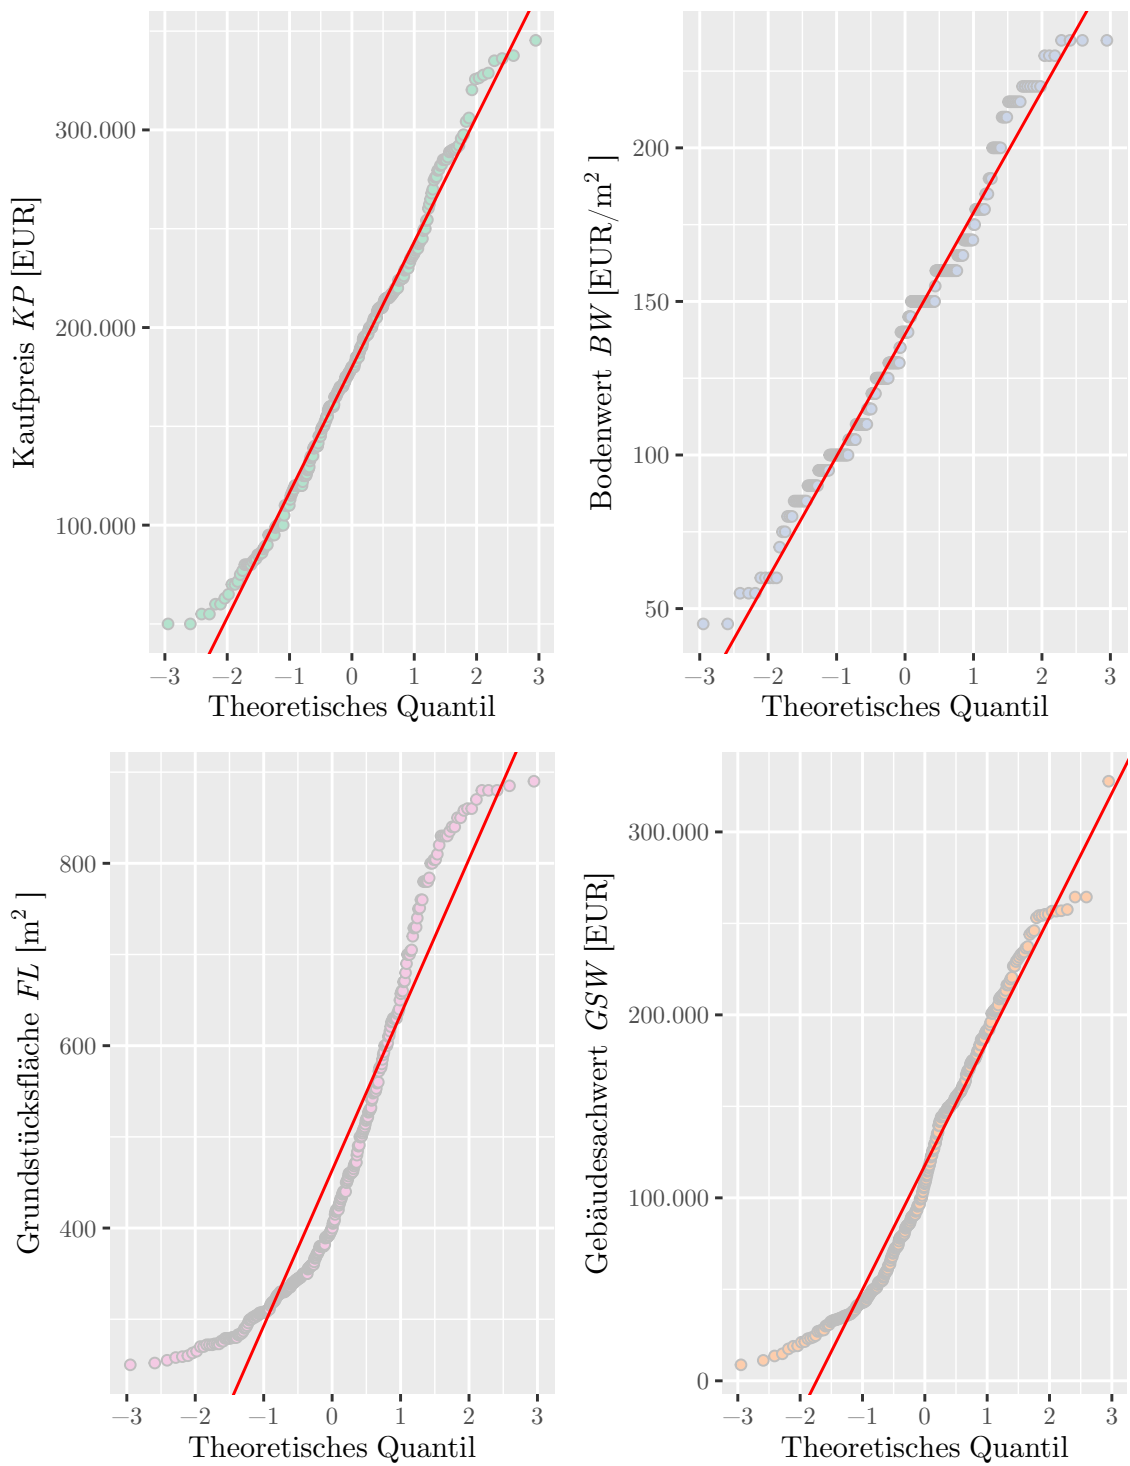 Kaufpreis KP [EUR]
300.000
200.000
100.000
−3 −2 −1 0 1 2 3
Theoretisches Quantil
Bodenwert BW [EUR/m² ]
200
150
100
50
−3 −2 −1 0 1 2 3
Theoretisches Quantil
Grundstücksfläche FL [m² ]
800
600
400
−3 −2 −1 0 1 2 3
Theoretisches Quantil
Gebäudesachwert GSW [EUR]
300.000
200.000
100.000
0
−3 −2 −1 0 1 2 3
Theoretisches Quantil